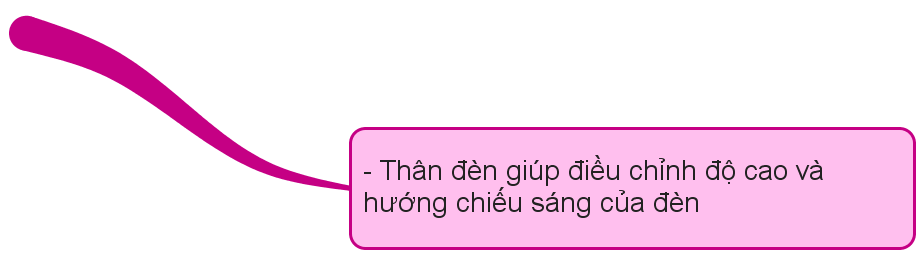 - Thân đèn giúp điều chỉnh độ cao và
hướng chiếu sáng của đèn